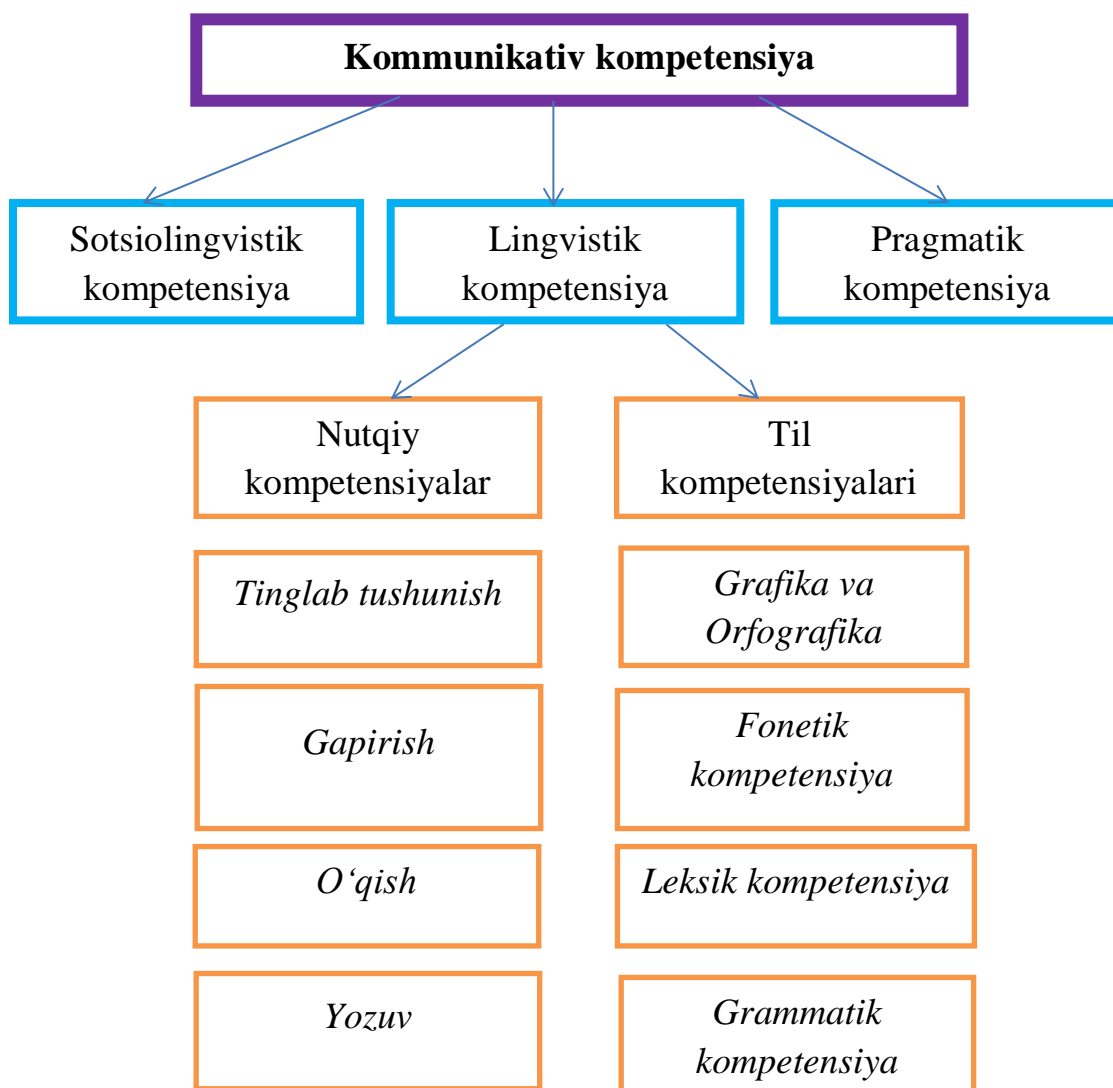 Kommunikativ kompetensiya
Sotsiolingvistik
kompetensiya
Lingvistik
kompetensiya
Pragmatik
kompetensiya
Nutqiy
kompetensiyalar
Til
kompetensiyalari
Tinglab tushunish
Grafika va
Orfografika
Gapirish
Fonetik
kompetensiya
O‘qish
Leksik kompetensiya
Yozuv
Grammatik
kompetensiya